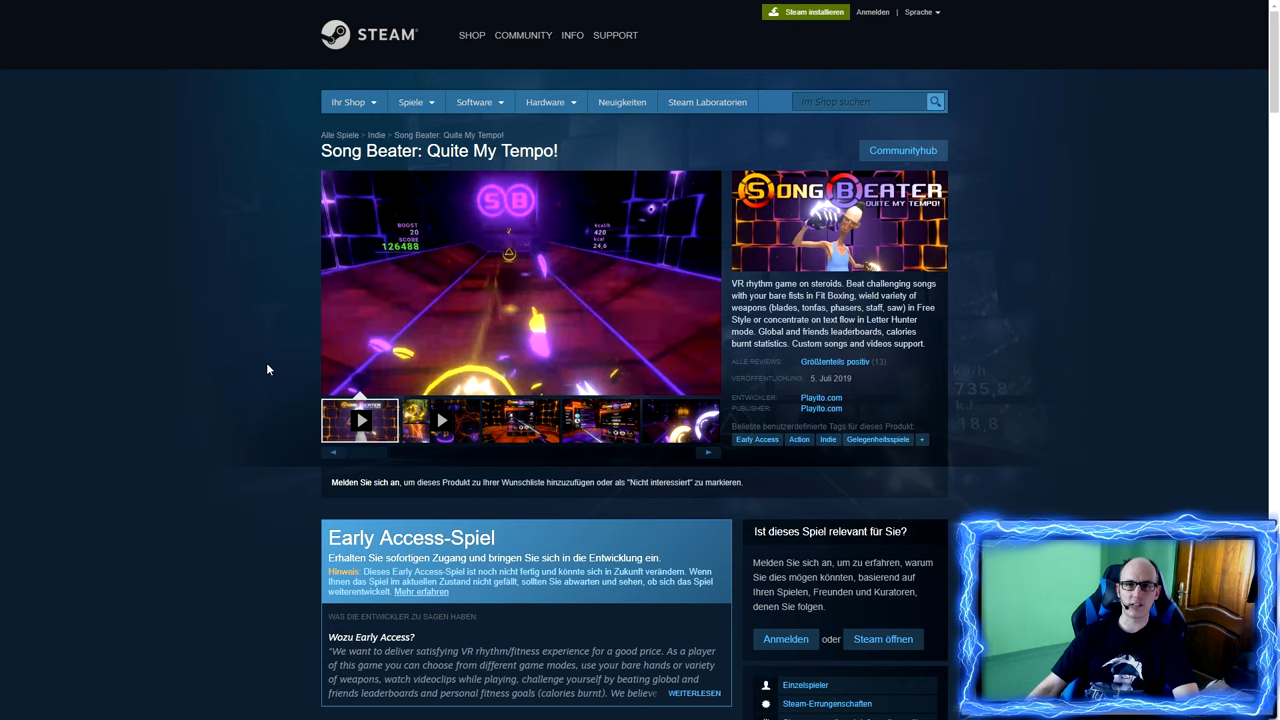 Steam installieren
Anmelden | Sprache
STEAM
SHOP COMMUNITY INFO SUPPORT
Ihr Shop Spiele Software Hardware Neuigkeiten Steam Laboratorien Im Shop suchen
Alle Spiele > Indie > Song Beater: Quite My Tempo!
Song Beater: Quite My Tempo!
Communityhub
SB
BOOST
20
SCORE
126488
kcal/h
420
kcal
24,6
SONG BEATER
QUITE MY TEMPO!
VR rhythm game on steroids. Beat challenging songs
with your bare fists in Fit Boxing, wield variety of
weapons (blades, tonfas, phasers, staff, saw) in Free
Style or concentrate on text flow in Letter Hunter
mode. Global and friends leaderboards, calories
burnt statistics. Custom songs and videos support.
ALLE REVIEWS: Größtenteils positiv (13)
VERÖFFENTLICHUNG: 5. Juli 2019
ENTWICKLER: Playito.com
PUBLISHER: Playito.com
Beliebte benutzerdefinierte Tags für dieses Produkt:
Early Access Action Indie Gelegenheitsspiele +
Melden Sie sich an, um dieses Produkt zu Ihrer Wunschliste hinzuzufügen oder als "Nicht interessiert" zu markieren.
Early Access-Spiel
Erhalten Sie sofortigen Zugang und bringen Sie sich in die Entwicklung ein.
Hinweis: Dieses Early Access-Spiel ist noch nicht fertig und könnte sich in Zukunft verändern. Wenn
Ihnen das Spiel im aktuellen Zustand nicht gefällt, sollten Sie abwarten und sehen, ob sich das Spiel
weiterentwickelt. Mehr erfahren
WAS DIE ENTWICKLER ZU SAGEN HABEN:
Wozu Early Access?
"We want to deliver satisfying VR rhythm/fitness experience for a good price. As a player
of this game you can choose from different game modes, use your bare hands or variety
of weapons, watch videoclips while playing, challenge yourself by beating global and
friends leaderboards and personal fitness goals (calories burnt). We believe WEITERLESEN
Ist dieses Spiel relevant für Sie?
Melden Sie sich an, um zu erfahren, warum
Sie dies mögen könnten, basierend auf
Ihren Spielen, Freunden und Kuratoren,
denen Sie folgen.
Anmelden oder Steam öffnen
Einzelspieler
Steam-Errungenschaften